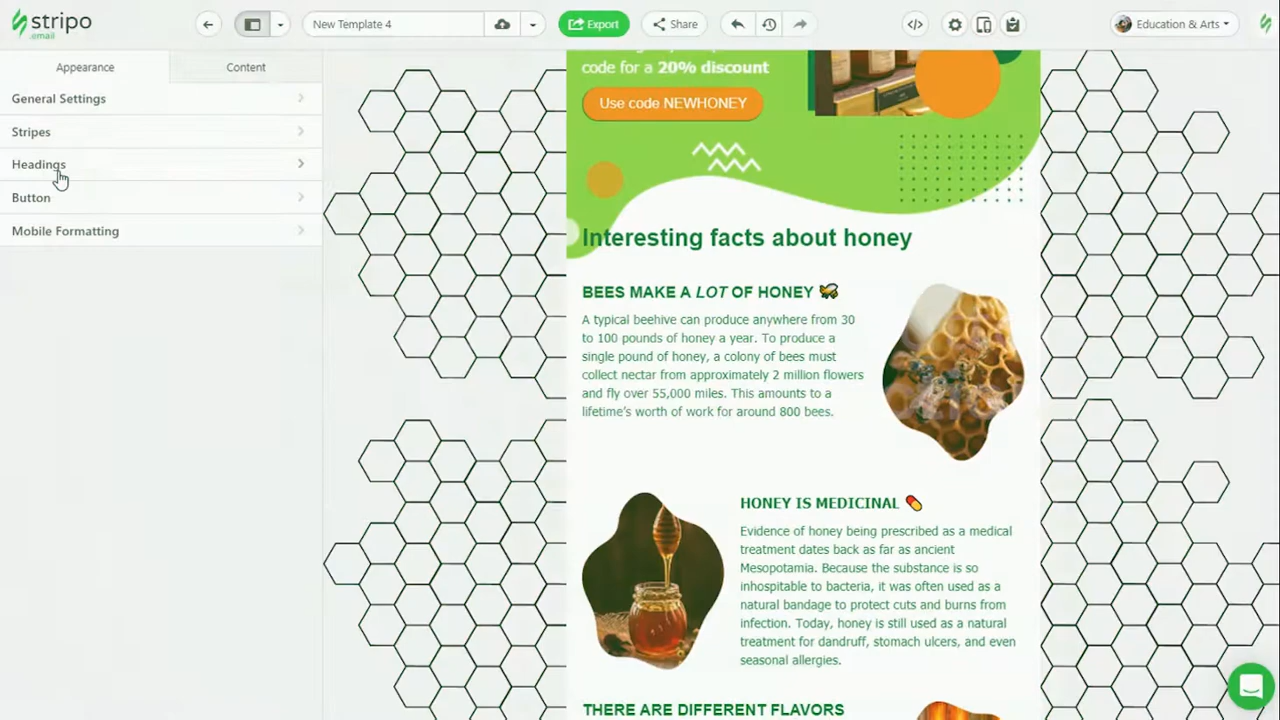 stripo
.email
New Template 4
Export
Share
Education & Arts
Appearance
Content
General Settings
Stripes
Headings
Button
Mobile Formatting
code for a 20% discount
Use code NEWHONEY
Interesting facts about honey
BEES MAKE A LOT OF HONEY 🐝
A typical beehive can produce anywhere from 30
to 100 pounds of honey a year. To produce a
single pound of honey, a colony of bees must
collect nectar from approximately 2 million flowers
and fly over 55,000 miles. This amounts to a
lifetime's worth of work for around 800 bees.
HONEY IS MEDICINAL 💊
Evidence of honey being prescribed as a medical
treatment dates back as far as ancient
Mesopotamia. Because the substance is so
inhospitable to bacteria, it was often used as a
natural bandage to protect cuts and burns from
infection. Today, honey is still used as a natural
treatment for dandruff, stomach ulcers, and even
seasonal allergies.
THERE ARE DIFFERENT FLAVORS